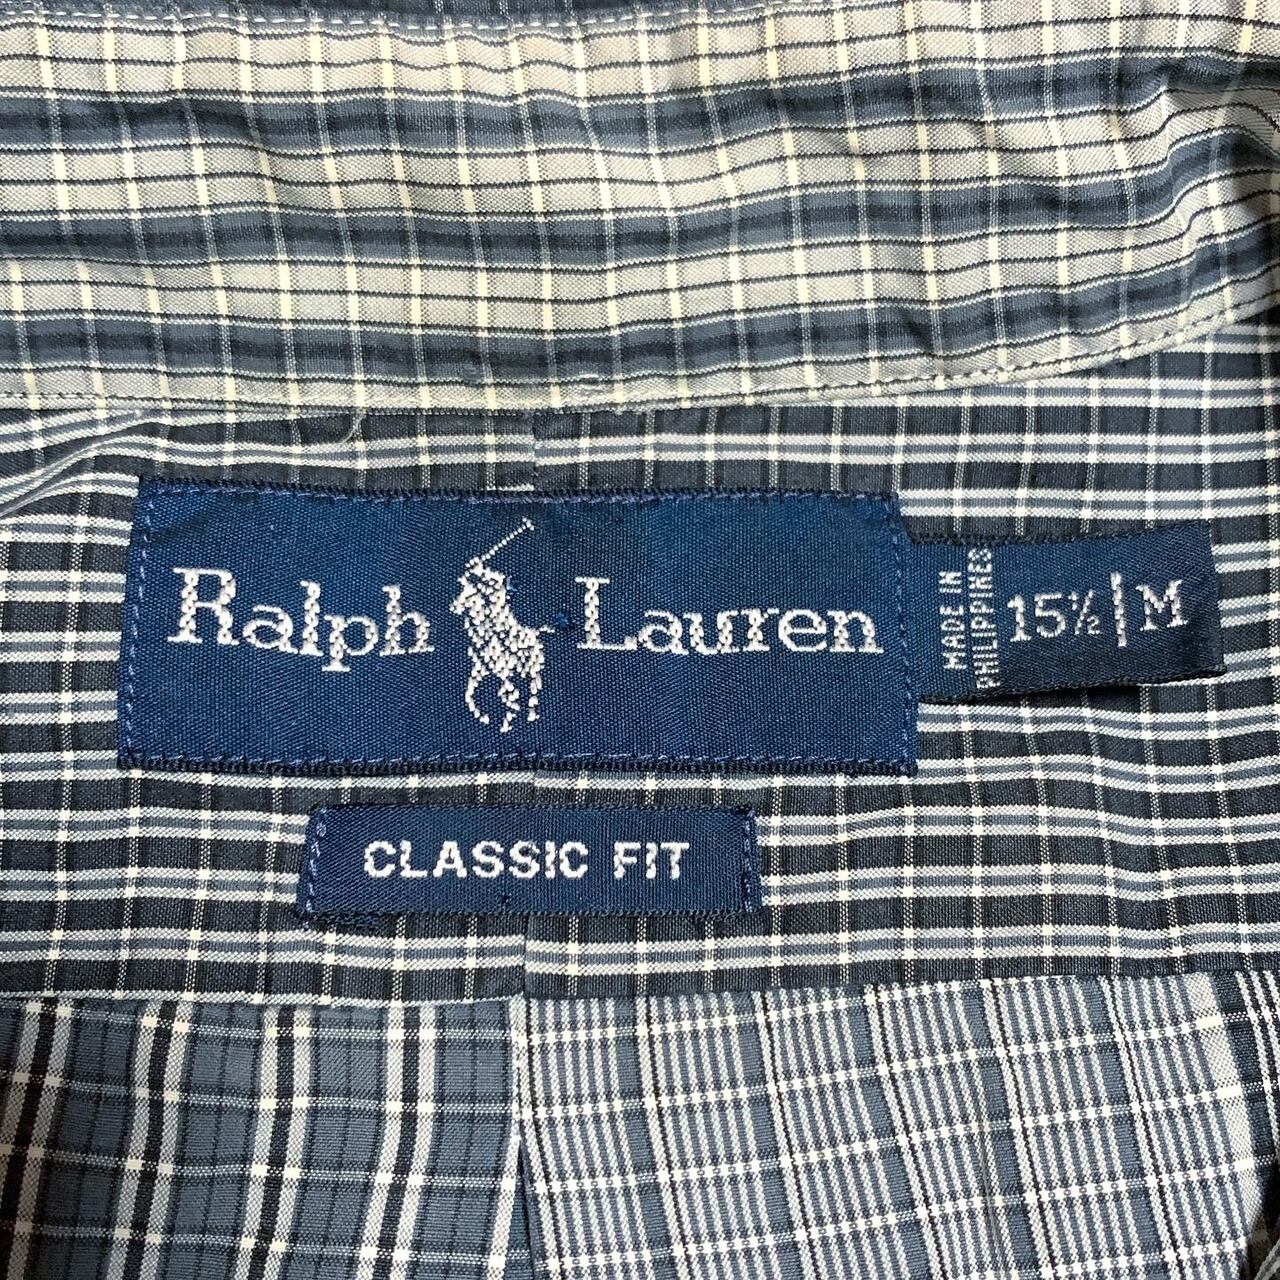 Ralph Lauren
MADE IN
PHILIPPINES
15½ | M
CLASSIC FIT